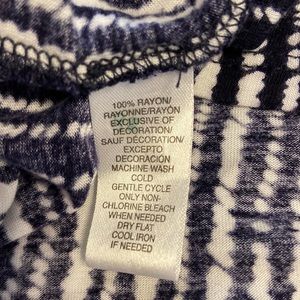 100% RAYON/
RAYONNE/RAYÓN
EXCLUSIVE OF
DECORATION/
SAUF DÉCORATION/
EXCEPTO
DECORACIÓN
MACHINE WASH
COLD
GENTLE CYCLE
ONLY NON-
CHLORINE BLEACH
WHEN NEEDED
DRY FLAT
COOL IRON
IF NEEDED